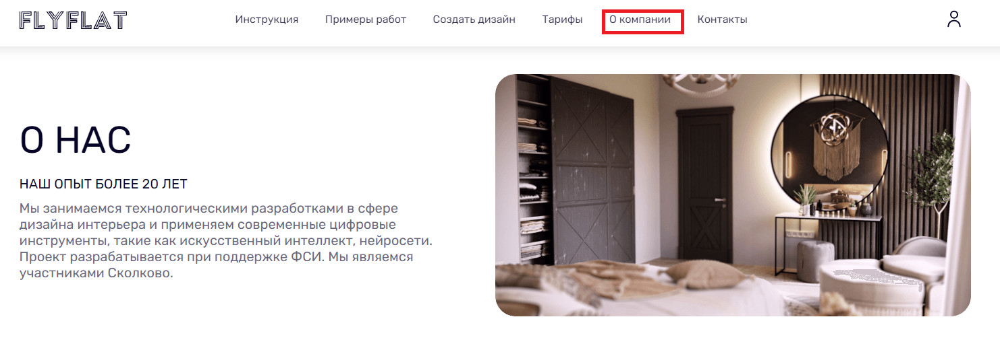 FLYFLAT
Инструкция
Примеры работ
Создать дизайн
Тарифы
О компании
Контакты
О НАС
НАШ ОПЫТ БОЛЕЕ 20 ЛЕТ
Мы занимаемся технологическими разработками в сфере
дизайна интерьера и применяем современные цифровые
инструменты, такие как искусственный интеллект, нейросети.
Проект разрабатывается при поддержке ФСИ. Мы являемся
участниками Сколково.